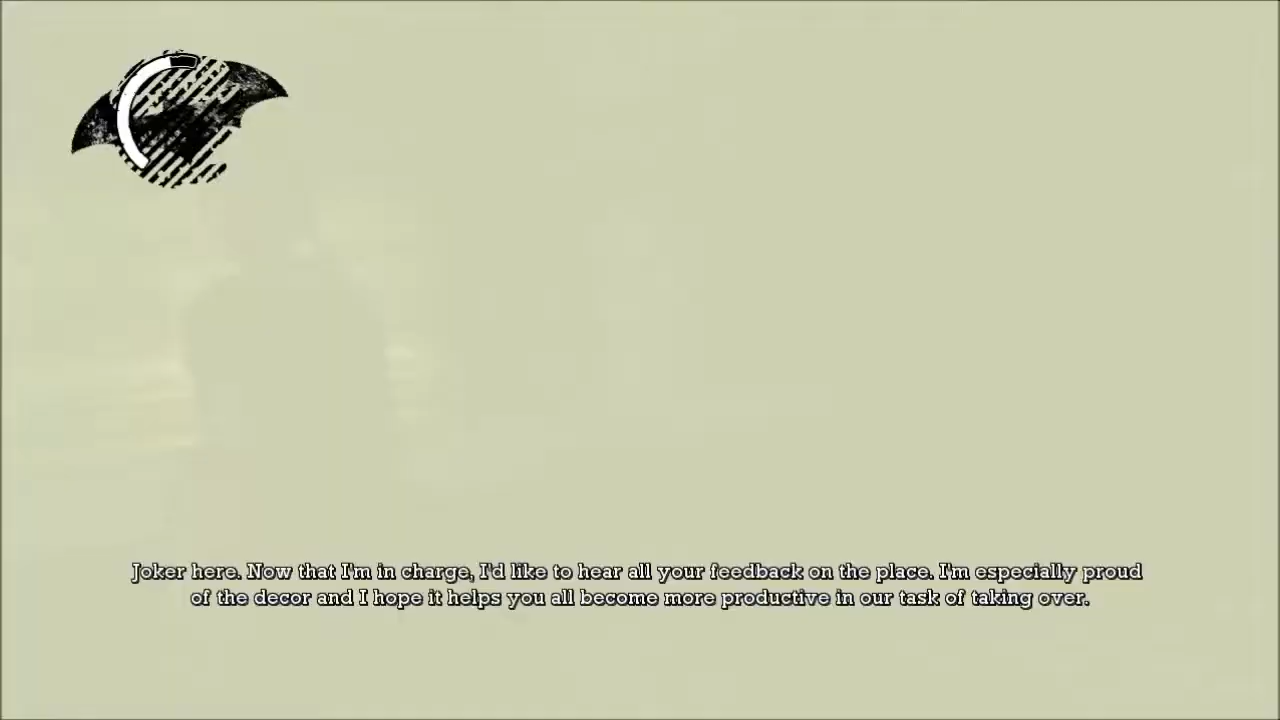 Joker here. Now that I'm in charge, I'd like to hear all your feedback on the place. I'm especially proud
of the decor and I hope it helps you all become more productive in our task of taking over.